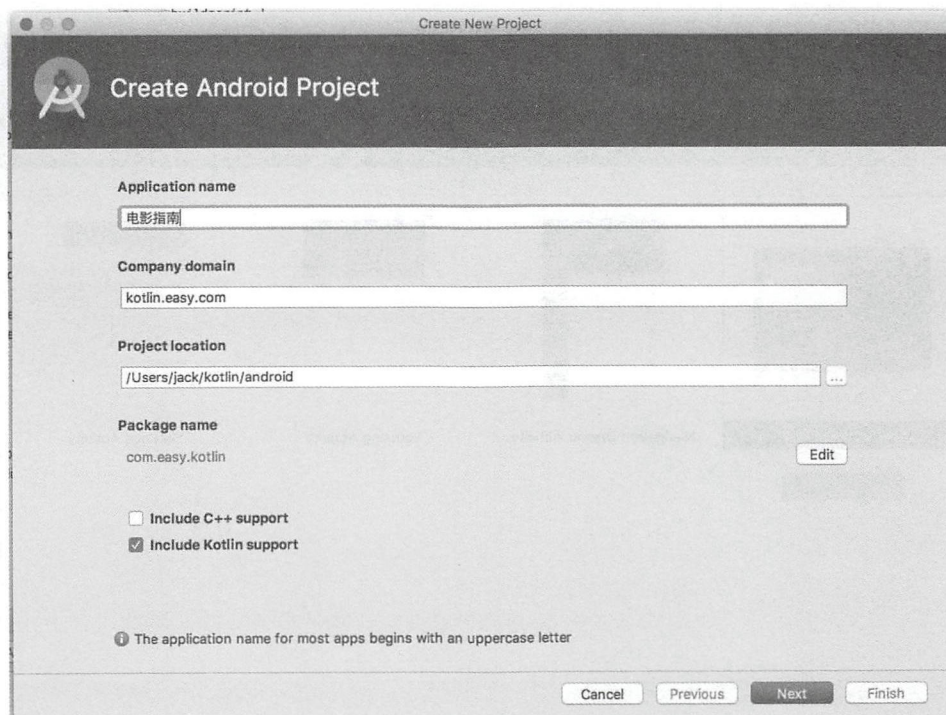 Create New Project
Create Android Project
Application name
电影指南
Company domain
kotlin.easy.com
Project location
/Users/jack/kotlin/android
...
Package name
com.easy.kotlin
Edit
Include C++ support
Include Kotlin support
The application name for most apps begins with an uppercase letter
Cancel
Previous
Next
Finish